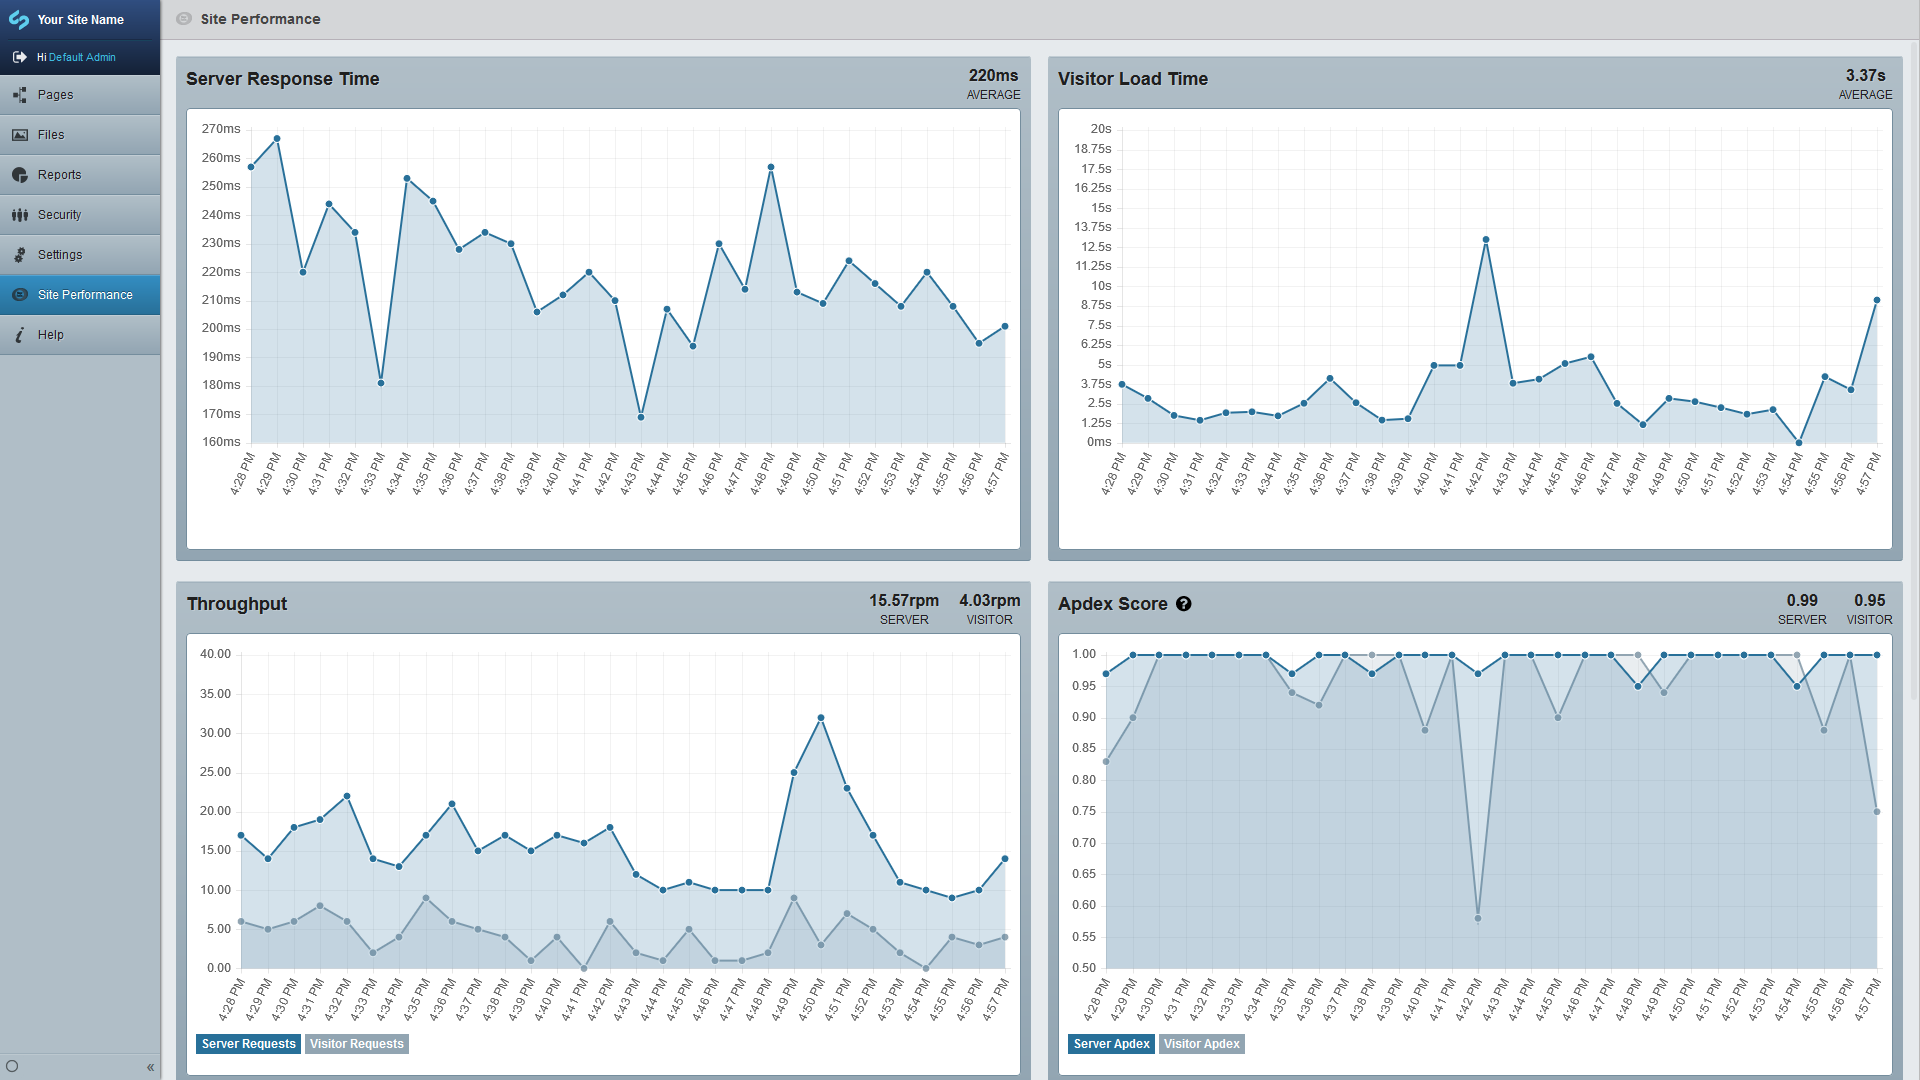 Your Site Name
Hi Default Admin
Pages
Files
Reports
Security
Settings
Site Performance
Help
«
Site Performance
Server Response Time
220ms
AVERAGE
270ms
260ms
250ms
240ms
230ms
220ms
210ms
200ms
190ms
180ms
170ms
160ms
4:28 PM 4:29 PM 4:30 PM 4:31 PM 4:32 PM 4:33 PM 4:34 PM 4:35 PM 4:36 PM 4:37 PM 4:38 PM 4:39 PM 4:40 PM 4:41 PM 4:42 PM 4:43 PM 4:44 PM 4:45 PM 4:46 PM 4:47 PM 4:48 PM 4:49 PM 4:50 PM 4:51 PM 4:52 PM 4:53 PM 4:54 PM 4:55 PM 4:56 PM 4:57 PM
Visitor Load Time
3.37s
AVERAGE
20s
18.75s
17.5s
16.25s
15s
13.75s
12.5s
11.25s
10s
8.75s
7.5s
6.25s
5s
3.75s
2.5s
1.25s
0ms
4:28 PM 4:29 PM 4:30 PM 4:31 PM 4:32 PM 4:33 PM 4:34 PM 4:35 PM 4:36 PM 4:37 PM 4:38 PM 4:39 PM 4:40 PM 4:41 PM 4:42 PM 4:43 PM 4:44 PM 4:45 PM 4:46 PM 4:47 PM 4:48 PM 4:49 PM 4:50 PM 4:51 PM 4:52 PM 4:53 PM 4:54 PM 4:55 PM 4:56 PM 4:57 PM
Throughput
15.57rpm 4.03rpm
SERVER VISITOR
40.00
35.00
30.00
25.00
20.00
15.00
10.00
5.00
0.00
4:28 PM 4:29 PM 4:30 PM 4:31 PM 4:32 PM 4:33 PM 4:34 PM 4:35 PM 4:36 PM 4:37 PM 4:38 PM 4:39 PM 4:40 PM 4:41 PM 4:42 PM 4:43 PM 4:44 PM 4:45 PM 4:46 PM 4:47 PM 4:48 PM 4:49 PM 4:50 PM 4:51 PM 4:52 PM 4:53 PM 4:54 PM 4:55 PM 4:56 PM 4:57 PM
Server Requests Visitor Requests
Apdex Score ?
0.99 0.95
SERVER VISITOR
1.00
0.95
0.90
0.85
0.80
0.75
0.70
0.65
0.60
0.55
0.50
4:28 PM 4:29 PM 4:30 PM 4:31 PM 4:32 PM 4:33 PM 4:34 PM 4:35 PM 4:36 PM 4:37 PM 4:38 PM 4:39 PM 4:40 PM 4:41 PM 4:42 PM 4:43 PM 4:44 PM 4:45 PM 4:46 PM 4:47 PM 4:48 PM 4:49 PM 4:50 PM 4:51 PM 4:52 PM 4:53 PM 4:54 PM 4:55 PM 4:56 PM 4:57 PM
Server Apdex Visitor Apdex